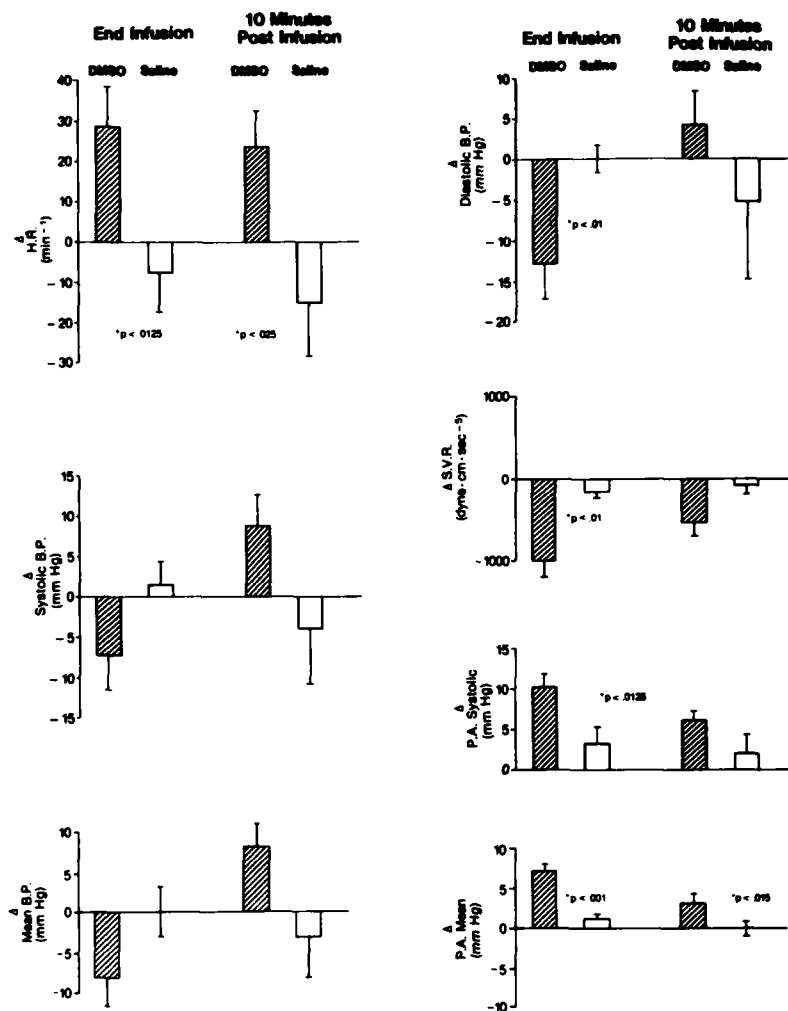 End Infusion
10 Minutes
Post Infusion
DMSO Saline DMSO Saline
40
30
20
10
0
- 10
- 20
- 30
Δ
H.R.
(min⁻¹)
*p < .0125
*p < .025
15
10
5
0
- 5
- 10
- 15
Δ
Systolic B.P.
(mm Hg)
10
5
0
-5
-10
Δ
Mean B.P.
(mm Hg)
End Infusion
10 Minutes
Post Infusion
DMSO Saline DMSO Saline
10
5
0
- 5
- 10
- 15
- 20
Δ
Diastolic B.P.
(mm Hg)
*p < .01
1000
0
-1000
Δ S.V.R.
(dyne·cm·sec⁻⁵)
*p < .01
15
10
5
0
Δ
P.A. Systolic
(mm Hg)
*p < .0125
10
5
0
-5
-10
Δ
P.A. Mean
(mm Hg)
*p < 001
*p < .015